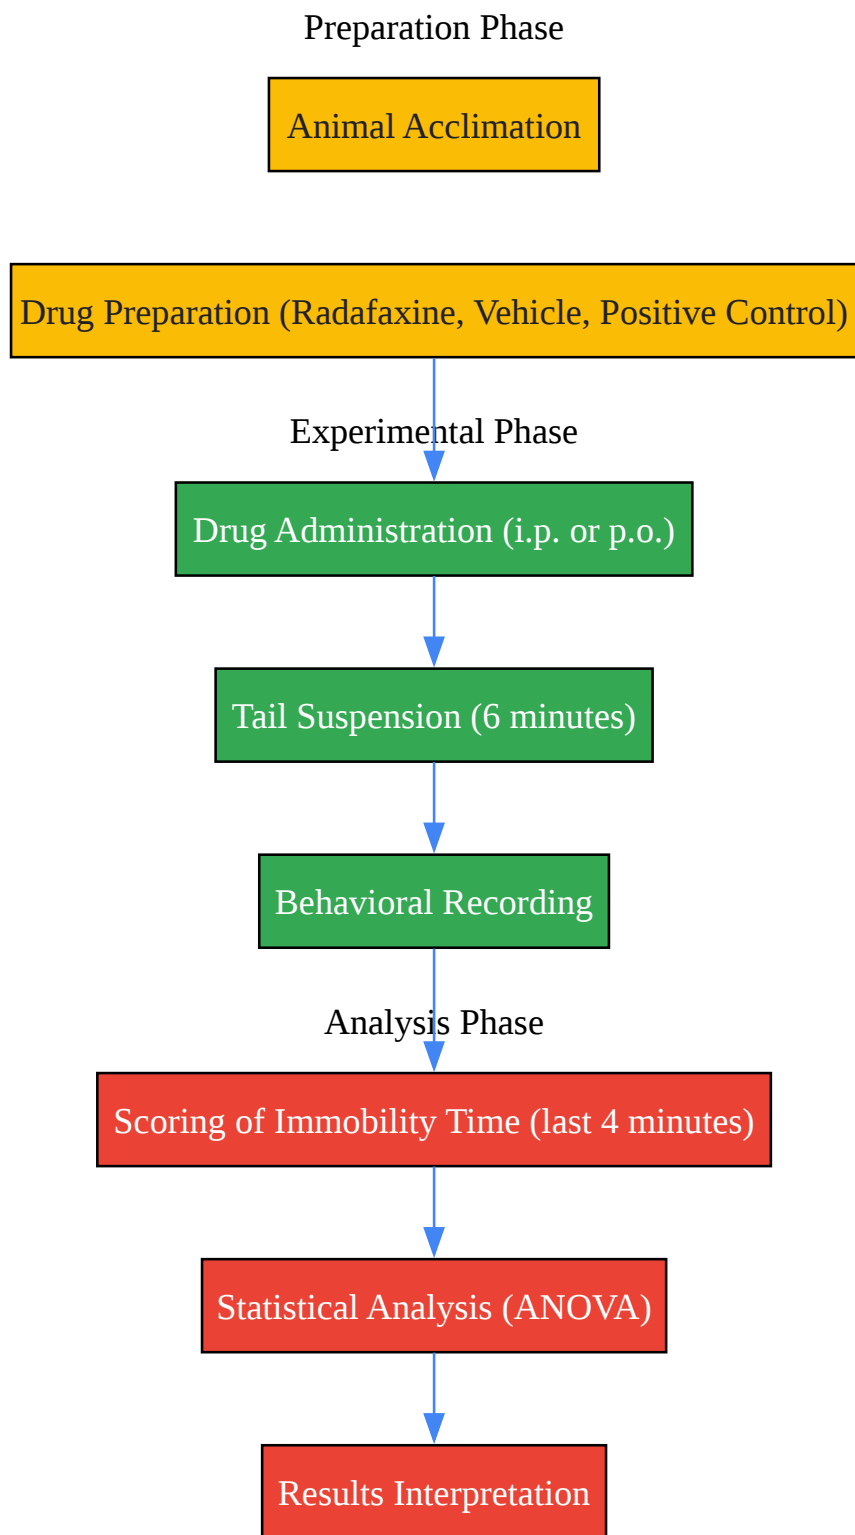 Preparation Phase
Animal Acclimation
Drug Preparation (Radafaxine, Vehicle, Positive Control)
Experimental Phase
Drug Administration (i.p. or p.o.)
Tail Suspension (6 minutes)
Behavioral Recording
Analysis Phase
Scoring of Immobility Time (last 4 minutes)
Statistical Analysis (ANOVA)
Results Interpretation